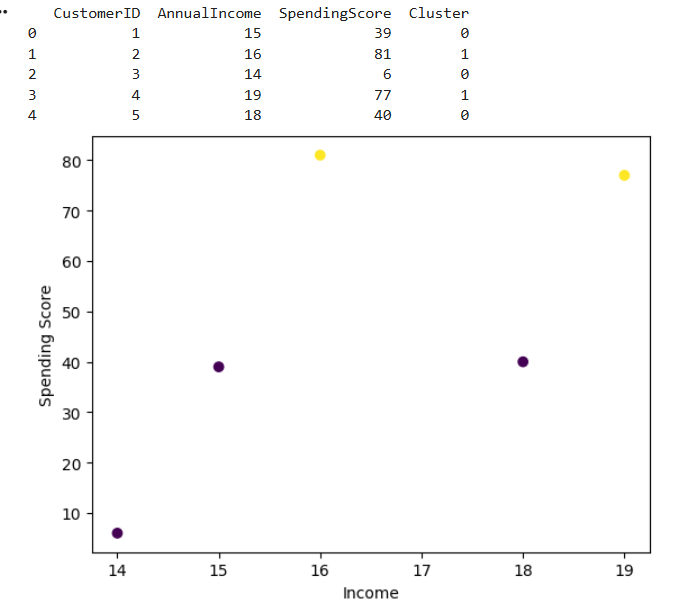 CustomerID AnnualIncome SpendingScore Cluster
0 1 15 39 0
1 2 16 81 1
2 3 14 6 0
3 4 19 77 1
4 5 18 40 0
80
70
60
50
40
30
20
10
Spending Score
14 15 16 17 18 19
Income